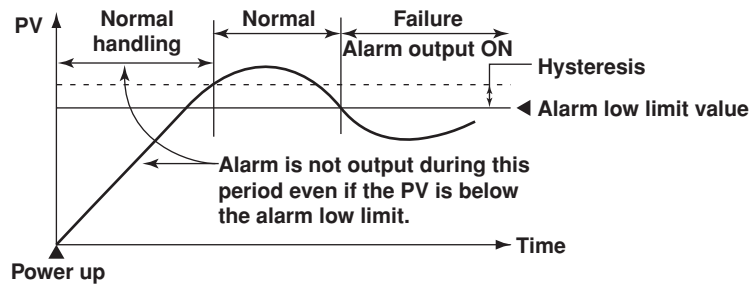 PV
Normal
handling
Normal
Failure
Alarm output ON
Hysteresis
Alarm low limit value
Alarm is not output during this
period even if the PV is below
the alarm low limit.
Time
Power up